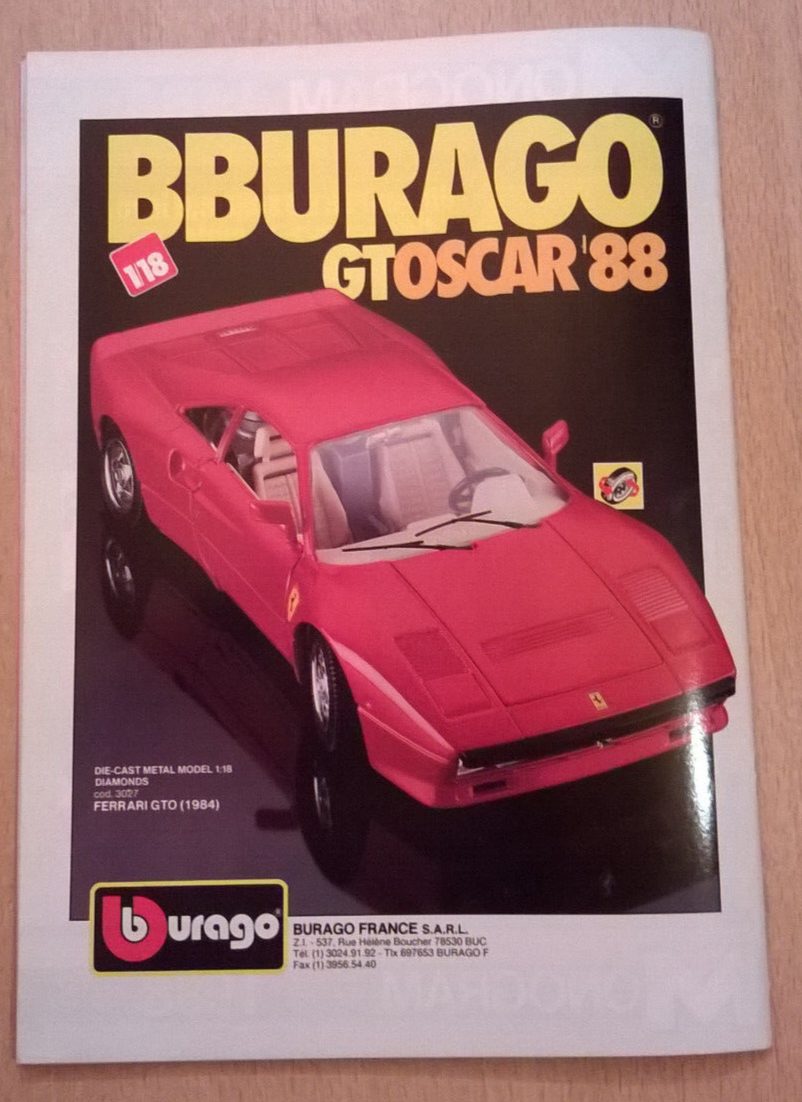 BBURAGO®
1/18
GTOSCAR '88
DIE-CAST METAL MODEL 1:18
DIAMONDS
cod. 3027
FERRARI GTO (1984)
burago®
BURAGO FRANCE S.A.R.L.
Z.I. - 537, Rue Hélène Boucher 78530 BUC
Tél. (1) 3024.91.92 - Tlx 697653 BURAGO F
Fax (1) 3956.54.40
MONOGRAM
MONOGRAM